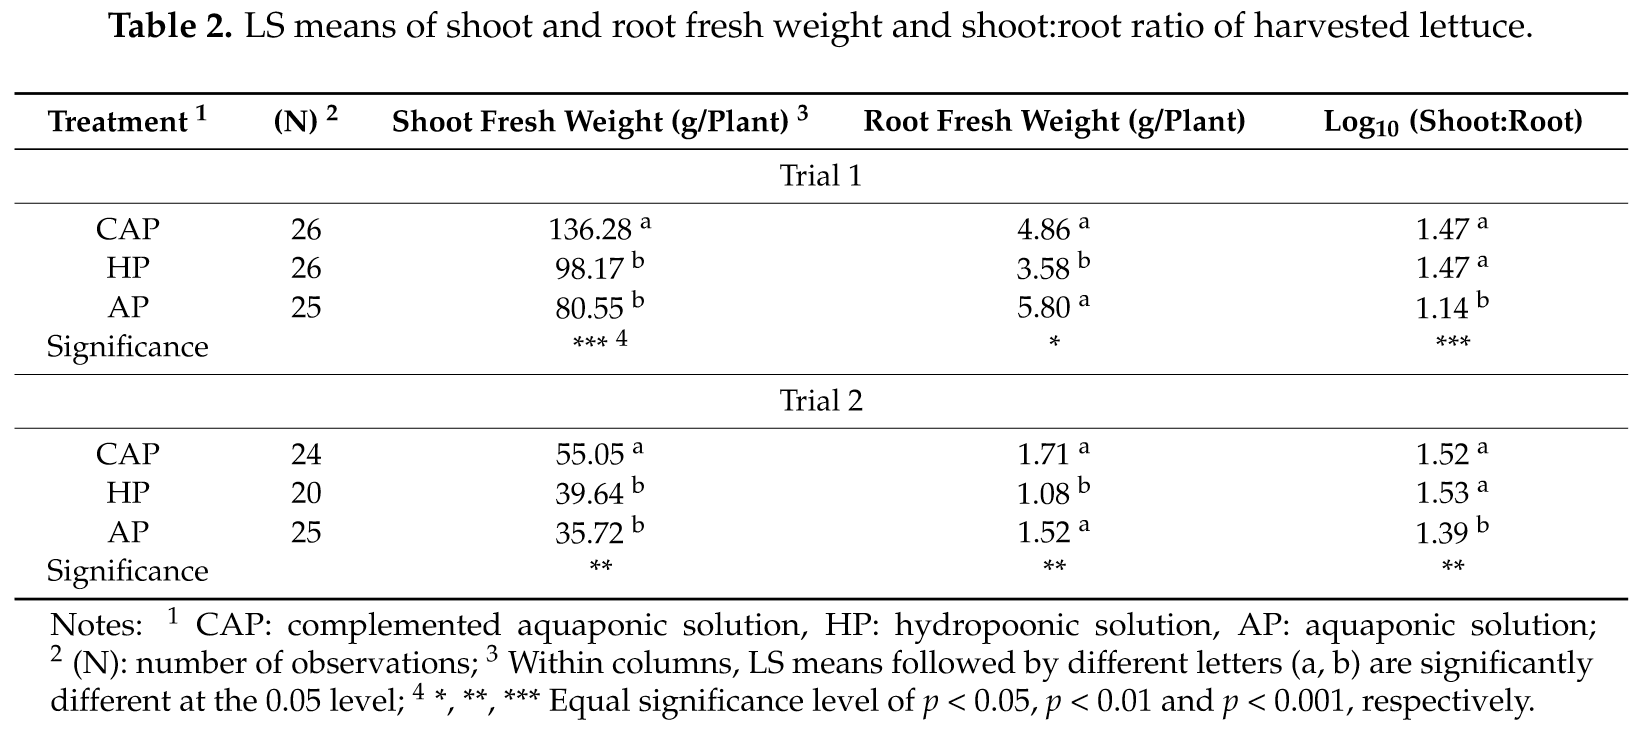 Table 2. LS means of shoot and root fresh weight and shoot:root ratio of harvested lettuce.
Treatment 1 (N) 2 Shoot Fresh Weight (g/Plant) 3 Root Fresh Weight (g/Plant) Log10 (Shoot:Root)
Trial 1
CAP 26 136.28 a 4.86 a 1.47 a
HP 26 98.17 b 3.58 b 1.47 a
AP 25 80.55 b 5.80 a 1.14 b
Significance *** 4 * ***
Trial 2
CAP 24 55.05 a 1.71 a 1.52 a
HP 20 39.64 b 1.08 b 1.53 a
AP 25 35.72 b 1.52 a 1.39 b
Significance ** ** **
Notes: 1 CAP: complemented aquaponic solution, HP: hydropoonic solution, AP: aquaponic solution;
2 (N): number of observations; 3 Within columns, LS means followed by different letters (a, b) are significantly
different at the 0.05 level; 4 *, **, *** Equal significance level of p < 0.05, p < 0.01 and p < 0.001, respectively.